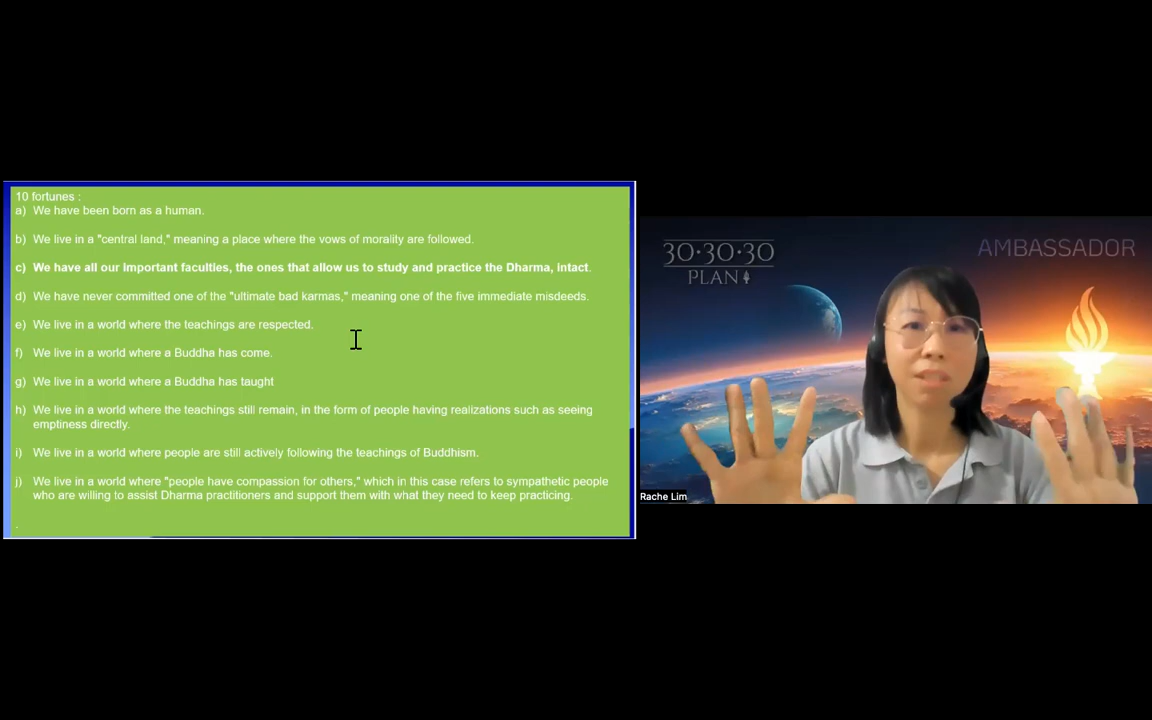 10 fortunes :
a) We have been born as a human.
b) We live in a "central land," meaning a place where the vows of morality are followed.
c) We have all our important faculties, the ones that allow us to study and practice the Dharma, intact.
d) We have never committed one of the "ultimate bad karmas," meaning one of the five immediate misdeeds.
e) We live in a world where the teachings are respected.
f) We live in a world where a Buddha has come.
g) We live in a world where a Buddha has taught
h) We live in a world where the teachings still remain, in the form of people having realizations such as seeing
emptiness directly.
i) We live in a world where people are still actively following the teachings of Buddhism.
j) We live in a world where "people have compassion for others," which in this case refers to sympathetic people
who are willing to assist Dharma practitioners and support them with what they need to keep practicing.
.
30·30·30
PLAN
AMBASSADOR
Rache Lim